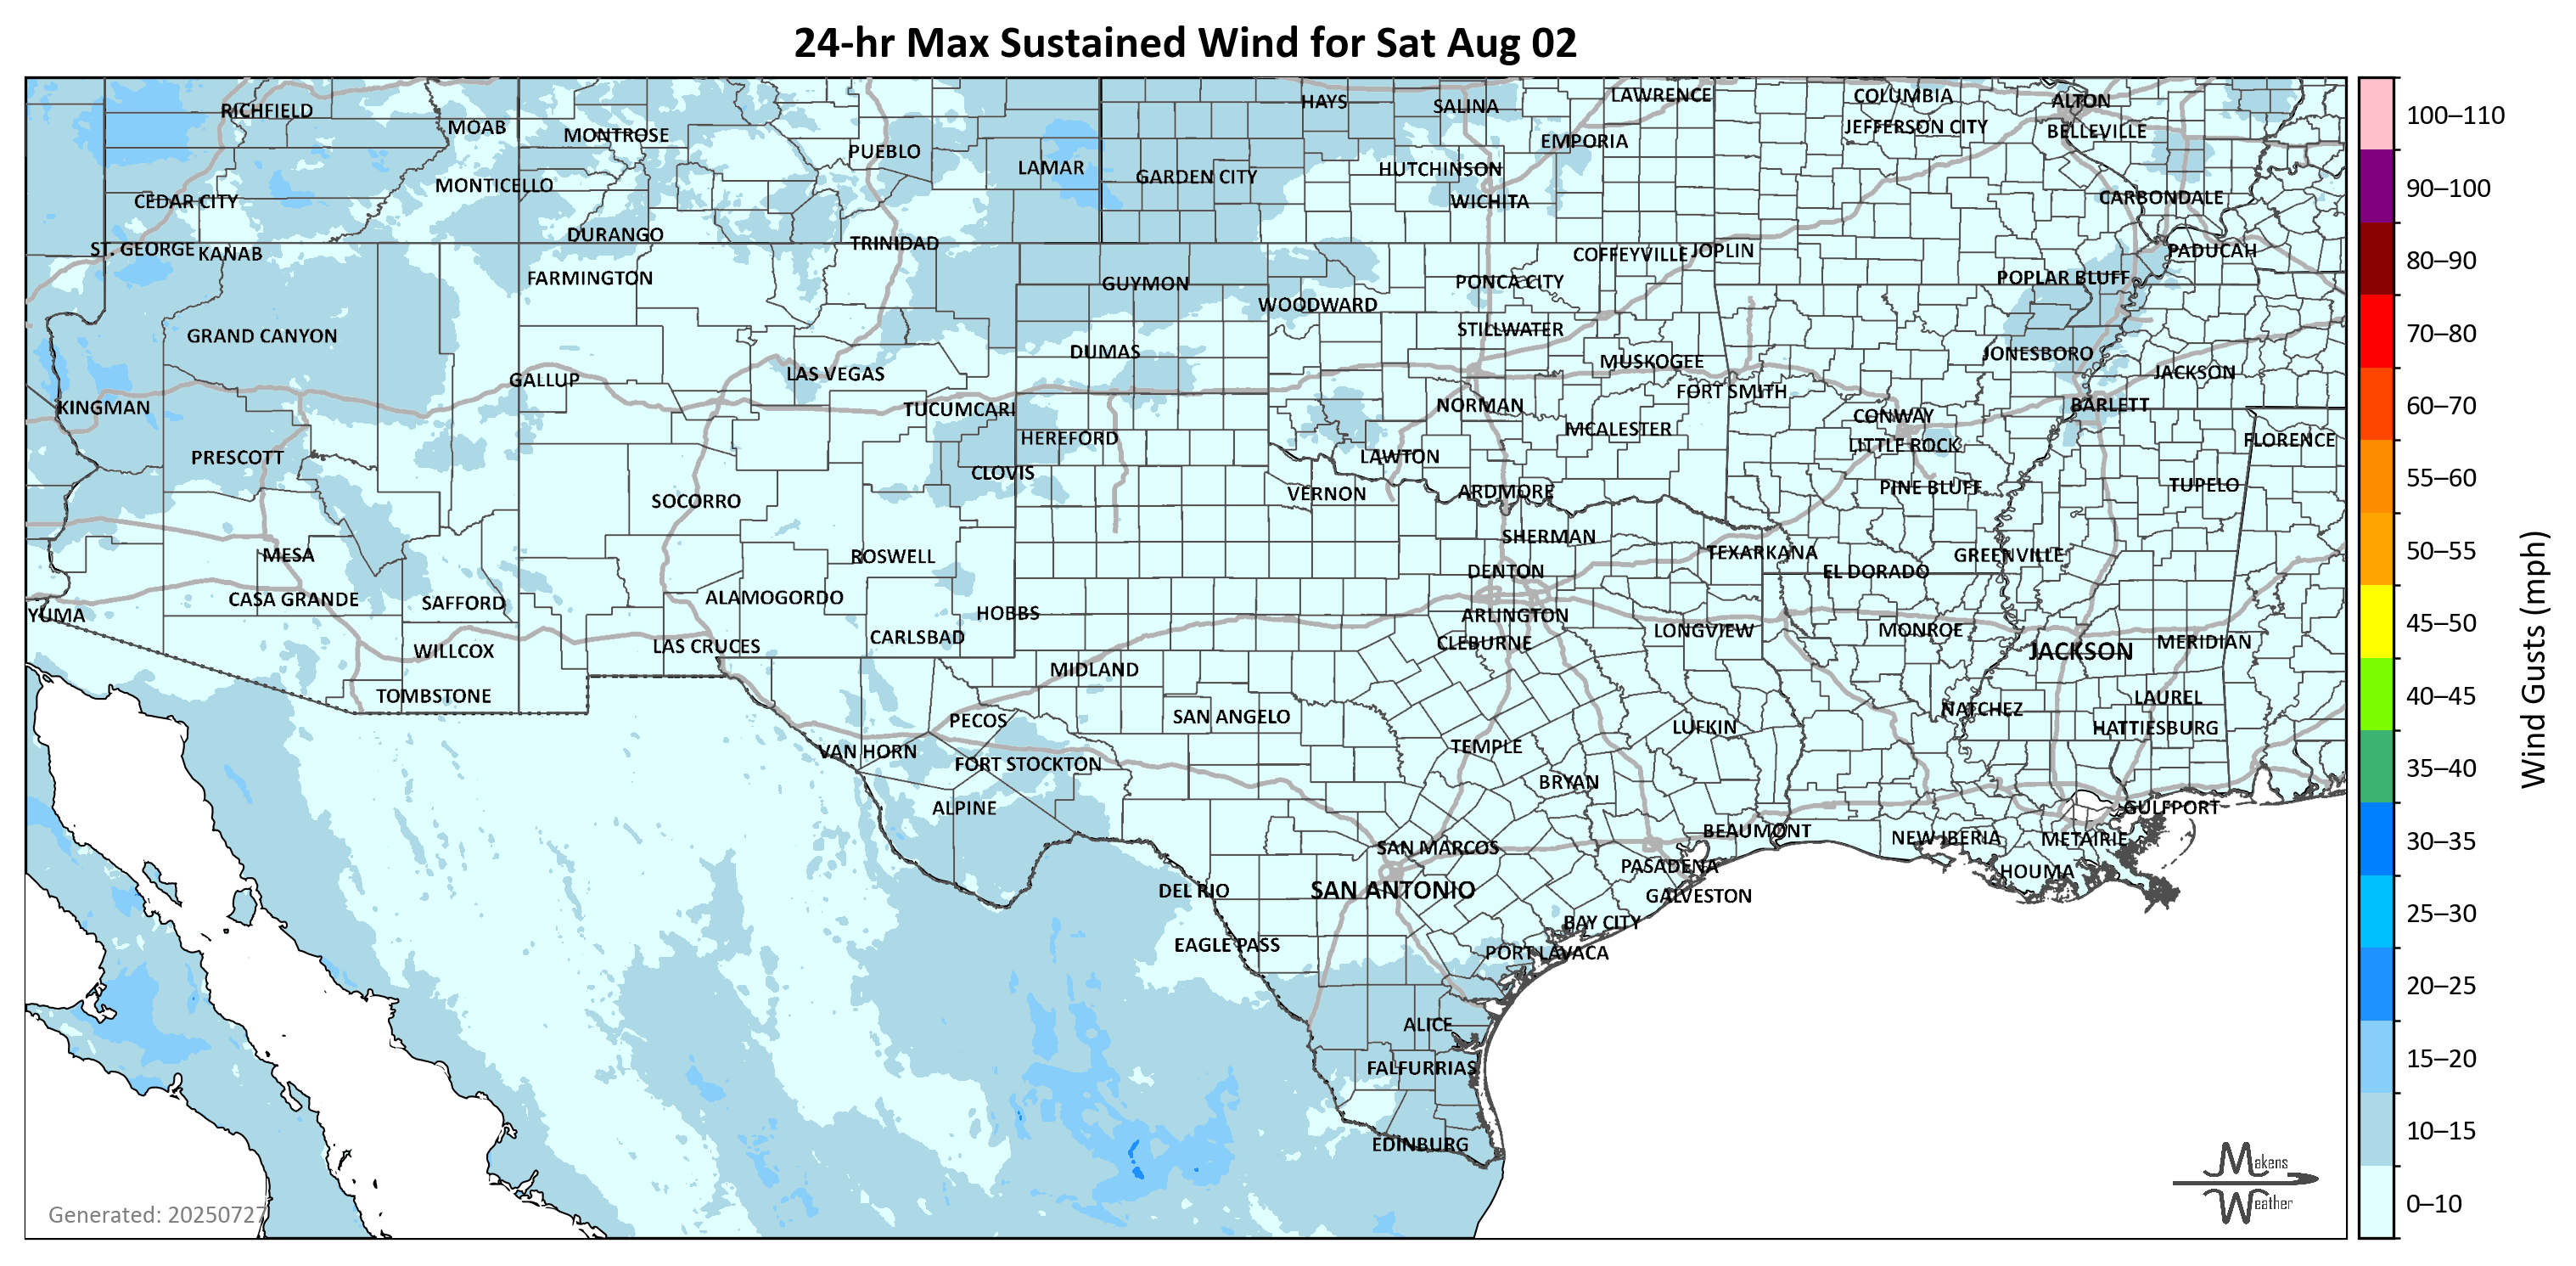 24-hr Max Sustained Wind for Sat Aug 02
RICHFIELD
MOAB
MONTROSE
PUEBLO
LAMAR
HAYS
SALINA
LAWRENCE
COLUMBIA
ALTON
EMPORIA
JEFFERSON CITY
BELLEVILLE
CEDAR CITY
MONTICELLO
GARDEN CITY
HUTCHINSON
WICHITA
CARBONDALE
ST. GEORGE
KANAB
DURANGO
TRINIDAD
COFFEYVILLE
JOPLIN
PADUCAH
FARMINGTON
GUYMON
WOODWARD
PONCA CITY
POPLAR BLUFF
GRAND CANYON
DUMAS
STILLWATER
MUSKOGEE
JONESBORO
KINGMAN
GALLUP
LAS VEGAS
TUCUMCARI
NORMAN
FORT SMITH
CONWAY
BARLETT
JACKSON
PRESCOTT
HEREFORD
CLOVIS
LAWTON
MCALESTER
LITTLE ROCK
FLORENCE
SOCORRO
VERNON
ARDMORE
PINE BLUFF
TUPELO
MESA
ROSWELL
SHERMAN
TEXARKANA
GREENVILLE
YUMA
CASA GRANDE
SAFFORD
ALAMOGORDO
HOBBS
DENTON
ARLINGTON
EL DORADO
WILLCOX
LAS CRUCES
CARLSBAD
CLEBURNE
LONGVIEW
MONROE
JACKSON
MERIDIAN
TOMBSTONE
MIDLAND
PECOS
SAN ANGELO
LUFKIN
NATCHEZ
LAUREL
HATTIESBURG
VAN HORN
FORT STOCKTON
TEMPLE
BRYAN
ALPINE
SAN MARCOS
BEAUMONT
NEW IBERIA
METAIRIE
GULFPORT
DEL RIO
SAN ANTONIO
PASADENA
GALVESTON
HOUMA
EAGLE PASS
BAY CITY
PORT LAVACA
ALICE
FALFURRIAS
EDINBURG
Generated: 20250727
Makens
Weather
100–110
90–100
80–90
70–80
60–70
55–60
50–55
45–50
40–45
35–40
30–35
25–30
20–25
15–20
10–15
0–10
Wind Gusts (mph)